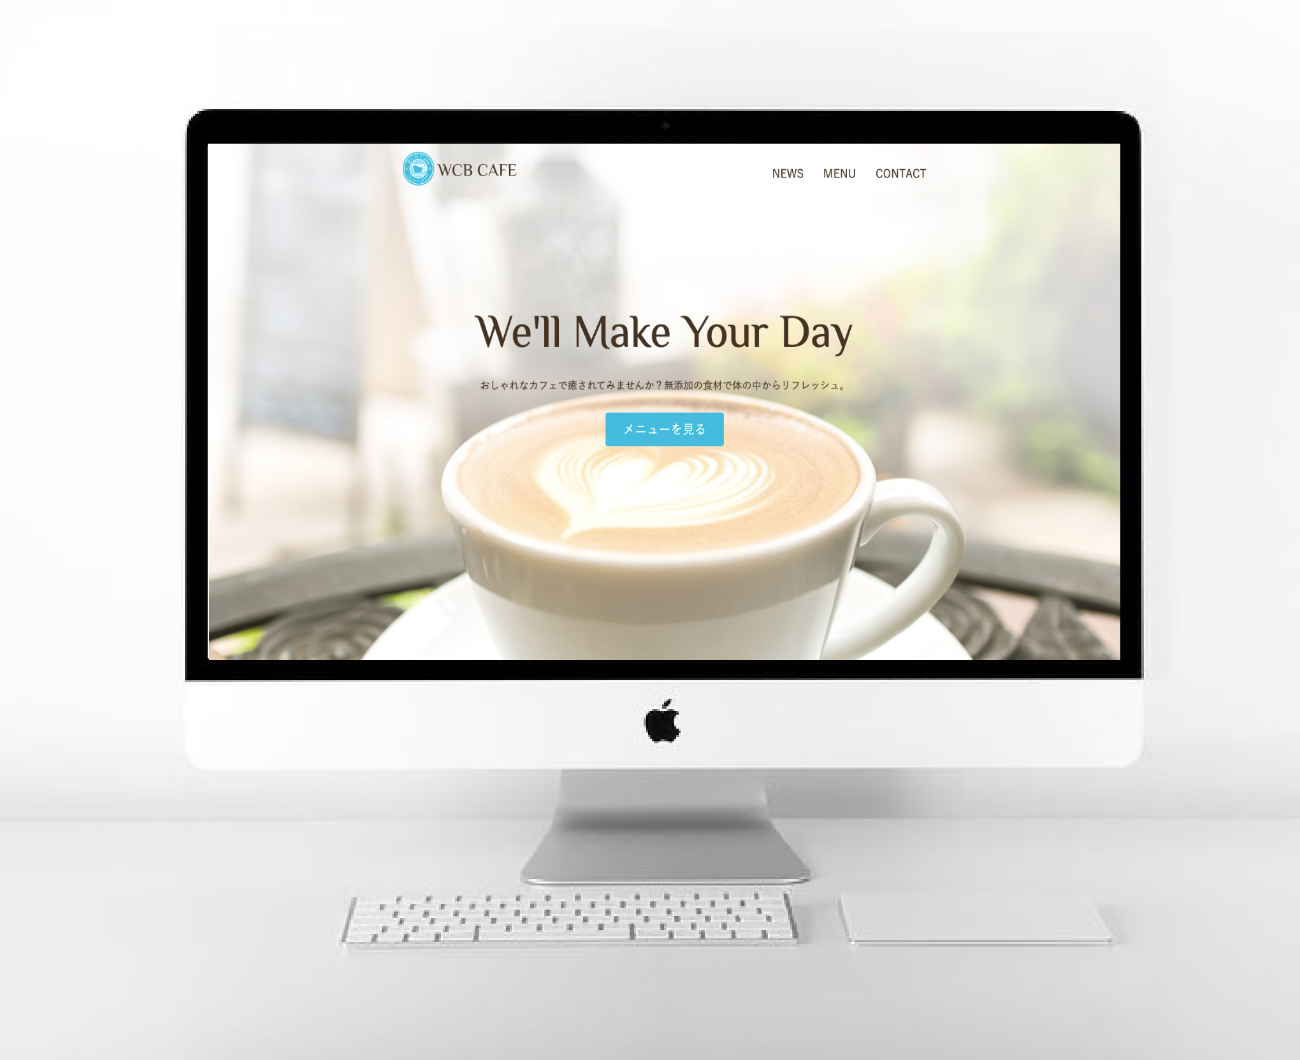 WCB CAFE
NEWS MENU CONTACT
We'll Make Your Day
おしゃれなカフェで癒されてみませんか？無添加の食材で体の中からリフレッシュ。
メニューを見る